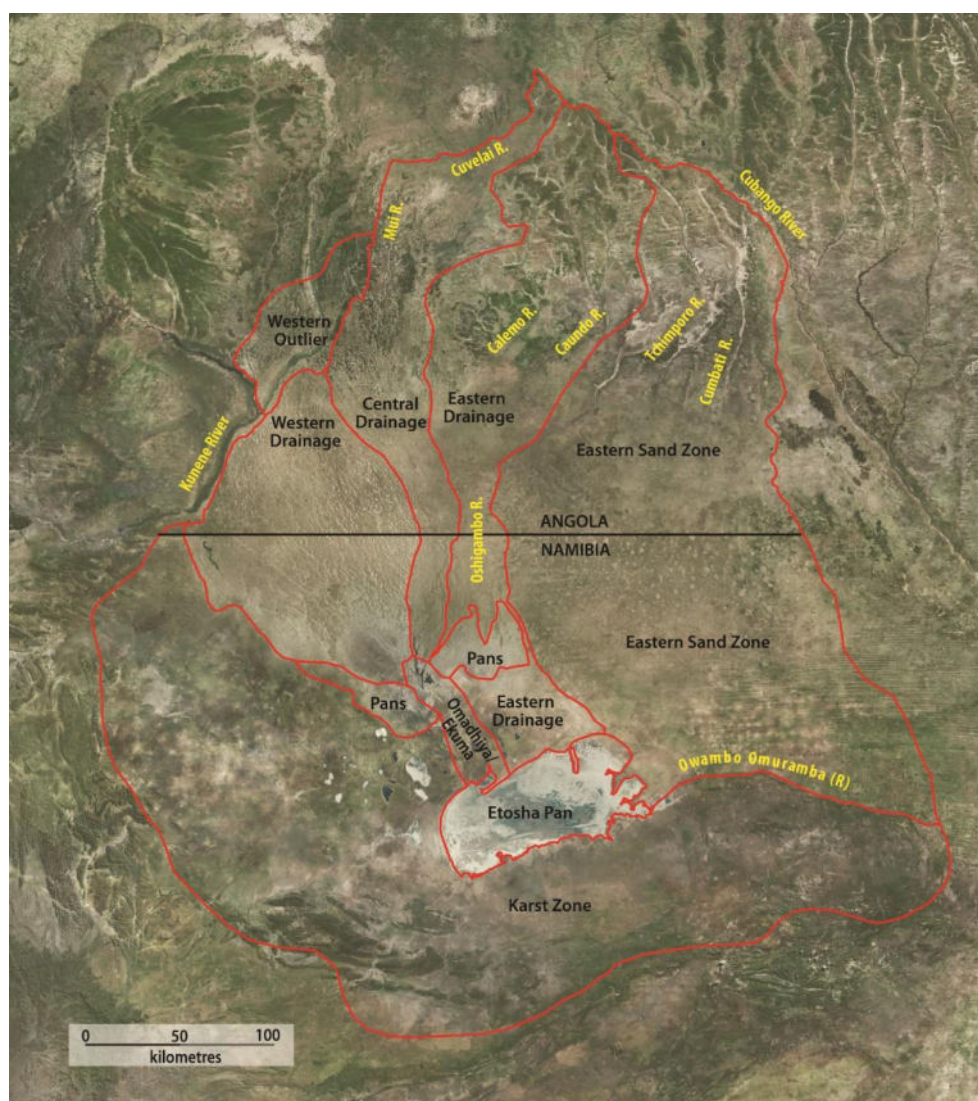 Cuvelai R.
Mui R.
Cubango River
Western
Outlier
Calemo R.
Caundo R.
Tchimporo R.
Cumbati R.
Western
Drainage
Central
Drainage
Eastern
Drainage
Kunene River
Eastern Sand Zone
Oshigambo R.
ANGOLA
NAMIBIA
Eastern Sand Zone
Pans
Pans
Omadhiya/
Ekuma
Eastern
Drainage
Owambo Omuramba (R)
Etosha Pan
Karst Zone
0 50 100
kilometres